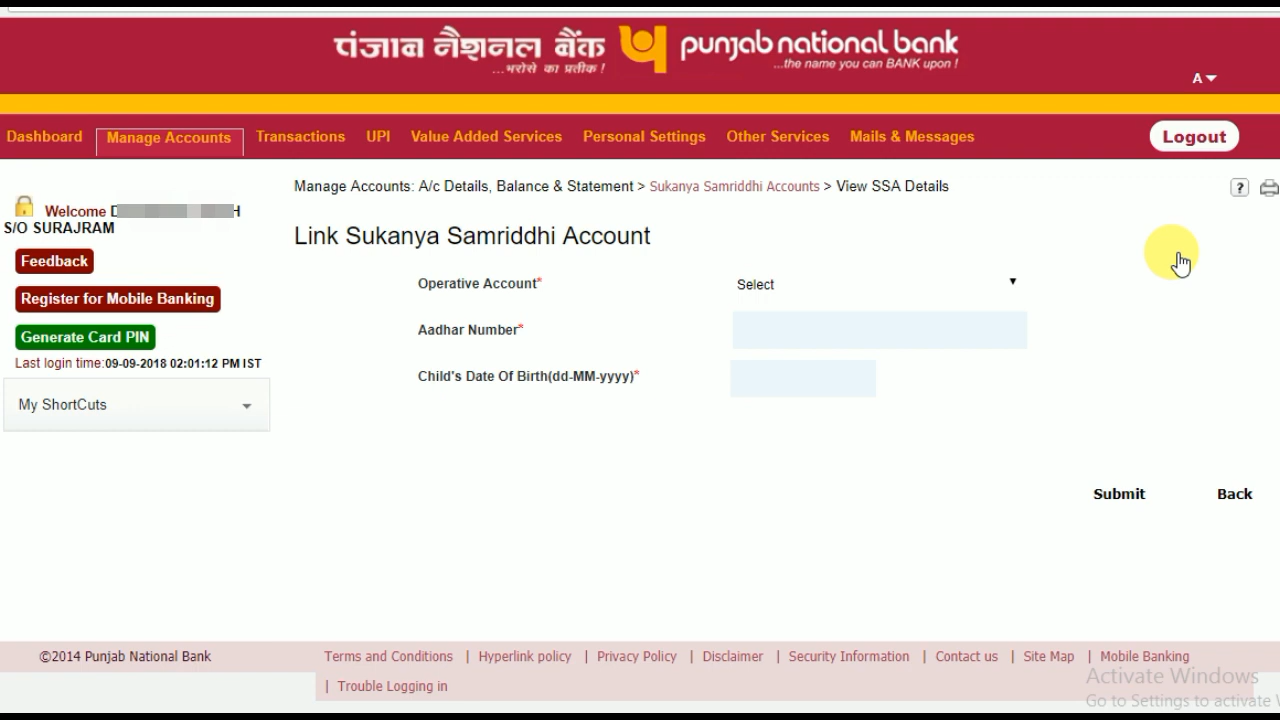 पंजाब नैशनल बैंक punjab national bank
...भरोसे का प्रतीक ! ...the name you can BANK upon !
A
Dashboard Manage Accounts Transactions UPI Value Added Services Personal Settings Other Services Mails & Messages Logout
Manage Accounts: A/c Details, Balance & Statement > Sukanya Samriddhi Accounts > View SSA Details ?
Welcome D H
S/O SURAJRAM
Link Sukanya Samriddhi Account
Feedback
Operative Account* Select
Register for Mobile Banking
Aadhar Number*
Generate Card PIN
Last login time:09-09-2018 02:01:12 PM IST
Child's Date Of Birth(dd-MM-yyyy)*
My ShortCuts
Submit Back
©2014 Punjab National Bank Terms and Conditions | Hyperlink policy | Privacy Policy | Disclaimer | Security Information | Contact us | Site Map | Mobile Banking
| Trouble Logging in
Activate Windows
Go to Settings to activate